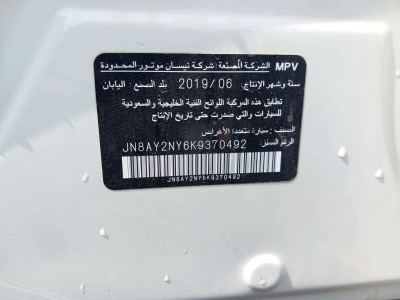 الشركة المصنعة: شركة نيسان موتور المحدودة MPV
سنة وشهر الإنتاج: 2019/06 بلد الصنع: اليابان
تطابق هذه المركبة اللوائح الفنية الخليجية والسعودية
للسيارات والتي صدرت حتى تاريخ الإنتاج
الصنف: سيارة متعددة الأغراض
الرقم المميز: JN8AY2NY6K9370492
JN8AY2NY6K9370492